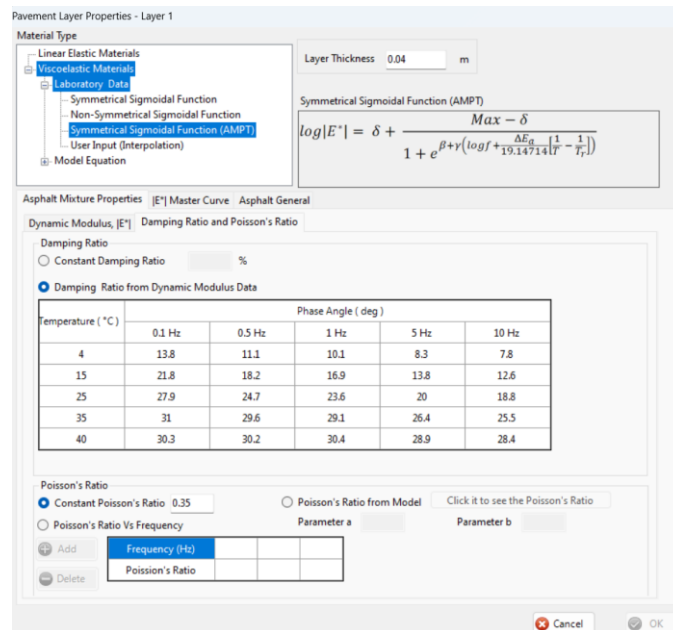 Pavement Layer Properties - Layer 1
Material Type
Linear Elastic Materials
Viscoelastic Materials
Laboratory Data
Symmetrical Sigmoidal Function
Non-Symmetrical Sigmoidal Function
Symmetrical Sigmoidal Function (AMPT)
User Input (Interpolation)
Model Equation
Layer Thickness 0.04 m
Symmetrical Sigmoidal Function (AMPT)
log|E*| = δ + (Max − δ) / (1 + e^(β+γ(logf + (ΔEa/19.14714)[1/T − 1/Tr])))
Asphalt Mixture Properties |E*| Master Curve Asphalt General
Dynamic Modulus, |E*| Damping Ratio and Poisson's Ratio
Damping Ratio
Constant Damping Ratio %
Damping Ratio from Dynamic Modulus Data
Temperature ( °C ) Phase Angle ( deg )
0.1 Hz 0.5 Hz 1 Hz 5 Hz 10 Hz
4 13.8 11.1 10.1 8.3 7.8
15 21.8 18.2 16.9 13.8 12.6
25 27.9 24.7 23.6 20 18.8
35 31 29.6 29.1 26.4 25.5
40 30.3 30.2 30.4 28.9 28.4
Poisson's Ratio
Constant Poisson's Ratio 0.35 Poisson's Ratio from Model Click it to see the Poisson's Ratio
Poisson's Ratio Vs Frequency Parameter a Parameter b
Add Frequency (Hz)
Delete Poission's Ratio
Cancel OK